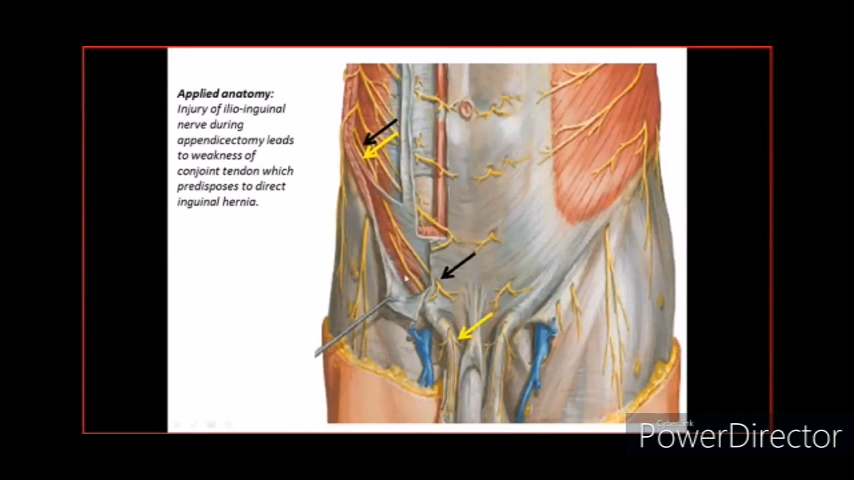 Applied anatomy:
Injury of ilio-inguinal
nerve during
appendicectomy leads
to weakness of
conjoint tendon which
predisposes to direct
inguinal hernia.
CyberLink
PowerDirector